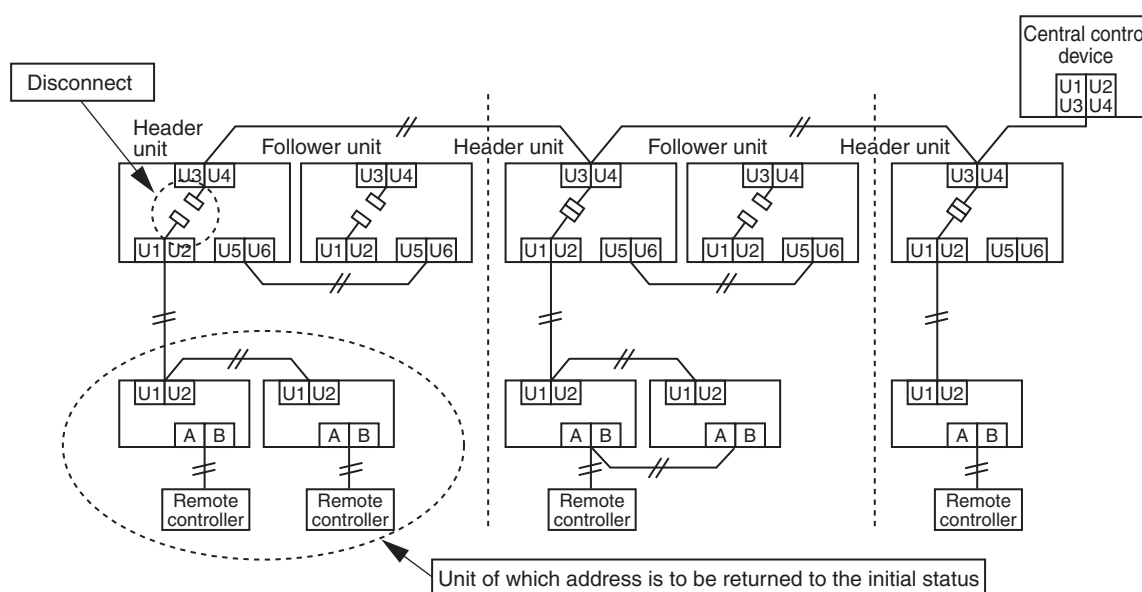 Central control
device
U1 U2
U3 U4
Disconnect
Header
unit
Follower unit
Header unit
Follower unit
Header unit
U3 U4
U3 U4
U3 U4
U3 U4
U3 U4
U1 U2
U5 U6
U1 U2
U5 U6
U1 U2
U5 U6
U1 U2
U5 U6
U1 U2
U5 U6
U1 U2
U1 U2
U1 U2
U1 U2
U1 U2
A B
A B
A B
A B
A B
Remote
controller
Remote
controller
Remote
controller
Remote
controller
Unit of which address is to be returned to the initial status